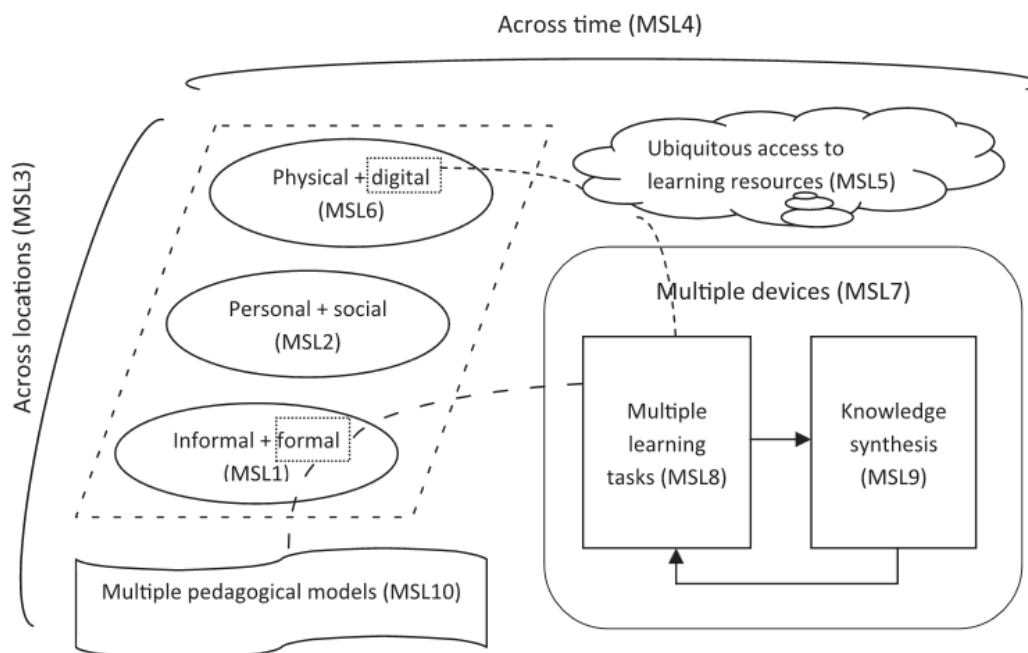 Across time (MSL4)
Across locations (MSL3)
Physical + digital
(MSL6)
Ubiquitous access to
learning resources (MSL5)
Personal + social
(MSL2)
Informal + formal
(MSL1)
Multiple pedagogical models (MSL10)
Multiple devices (MSL7)
Multiple
learning
tasks (MSL8)
Knowledge
synthesis
(MSL9)